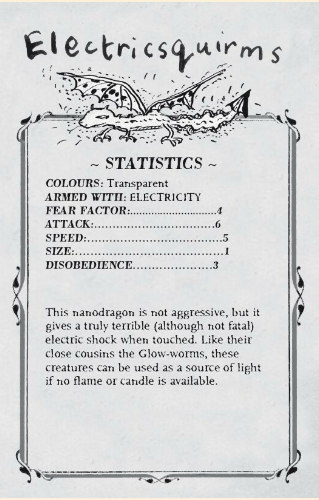 Electricsquirms
~ STATISTICS ~
COLOURS: Transparent
ARMED WITH: ELECTRICITY
FEAR FACTOR:..............................4
ATTACK:......................................6
SPEED:........................................5
SIZE:...........................................1
DISOBEDIENCE..........................3
This nanodragon is not aggressive, but it
gives a truly terrible (although not fatal)
electric shock when touched. Like their
close cousins the Glow-worms, these
creatures can be used as a source of light
if no flame or candle is available.